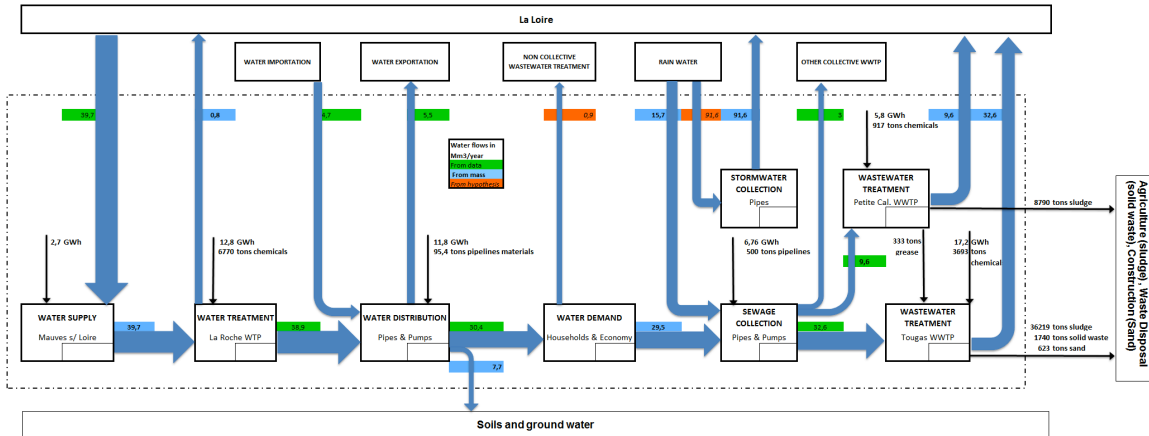 La Loire
WATER IMPORTATION
WATER EXPORTATION
NON COLLECTIVE
WASTEWATER TREATMENT
RAIN WATER
OTHER COLLECTIVE WWTP
39,7
0,8
4,7
5,5
0,9
15,7
91,6
91,6
3
9,6
32,6
5,8 GWh
917 tons chemicals
Water flows in
Mm3/year
From data
From mass
From hypothesis
STORMWATER
COLLECTION
Pipes
WASTEWATER
TREATMENT
Petite Cal. WWTP
8790 tons sludge
2,7 GWh
12,8 GWh
6770 tons chemicals
11,8 GWh
95,4 tons pipelines materials
6,76 GWh
500 tons pipelines
333 tons
grease
17,2 GWh
3693 tons
chemical
9,6
WATER SUPPLY
Mauves s/ Loire
39,7
WATER TREATMENT
La Roche WTP
38,9
WATER DISTRIBUTION
Pipes & Pumps
30,4
WATER DEMAND
Households & Economy
29,5
SEWAGE
COLLECTION
Pipes & Pumps
32,6
WASTEWATER
TREATMENT
Tougas WWTP
36219 tons sludge
1740 tons solid waste
623 tons sand
7,7
Agriculture (sludge), Waste Disposal
(solid waste), Construction (Sand)
Soils and ground water